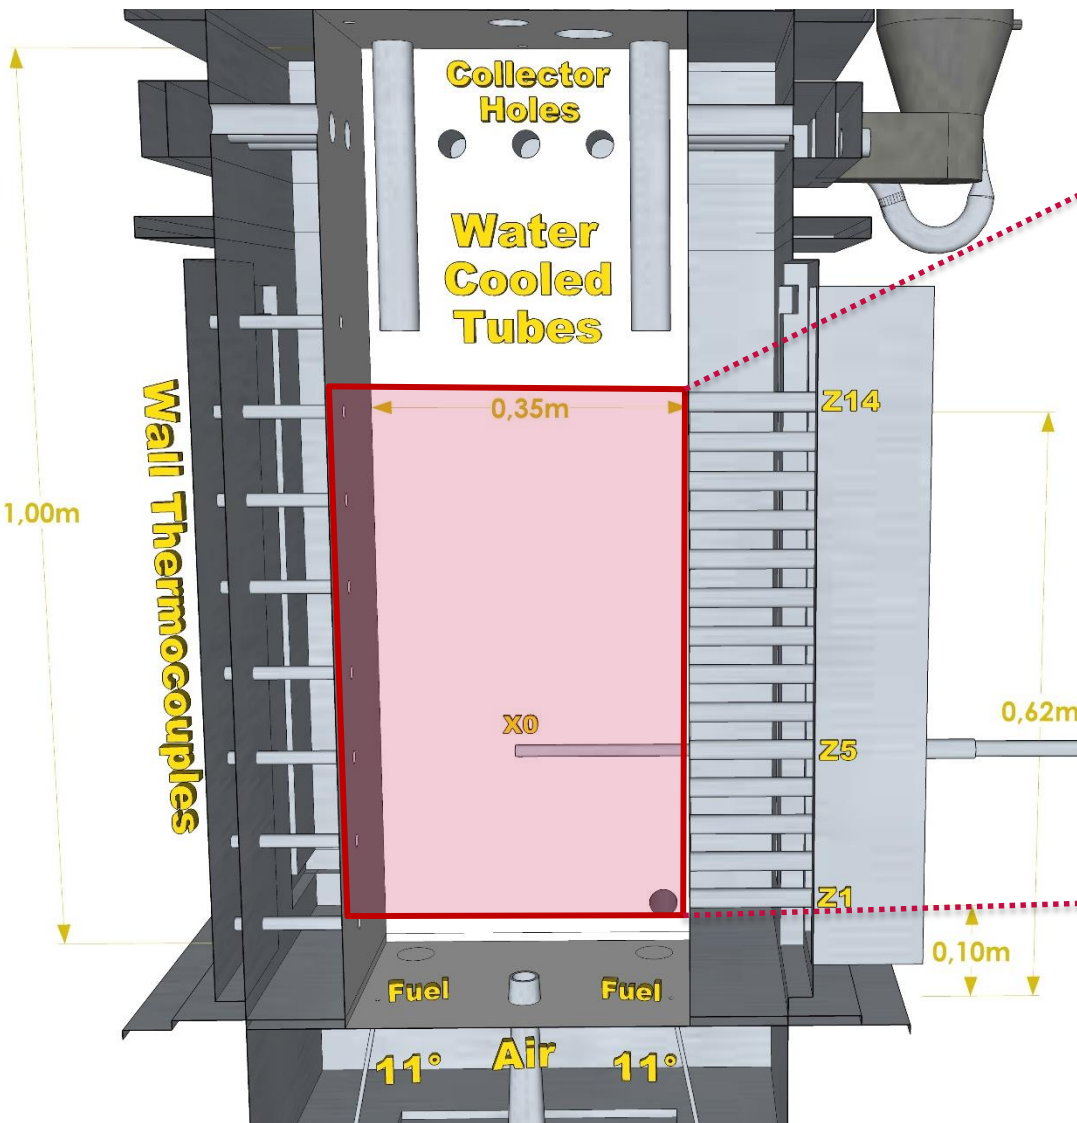 Collector
Holes
Water
Cooled
Tubes
Wall Thermocouples
Z14
0,35m
1,00m
X0
Z5
0,62m
Z1
0,10m
Fuel
Fuel
Air
11°
11°